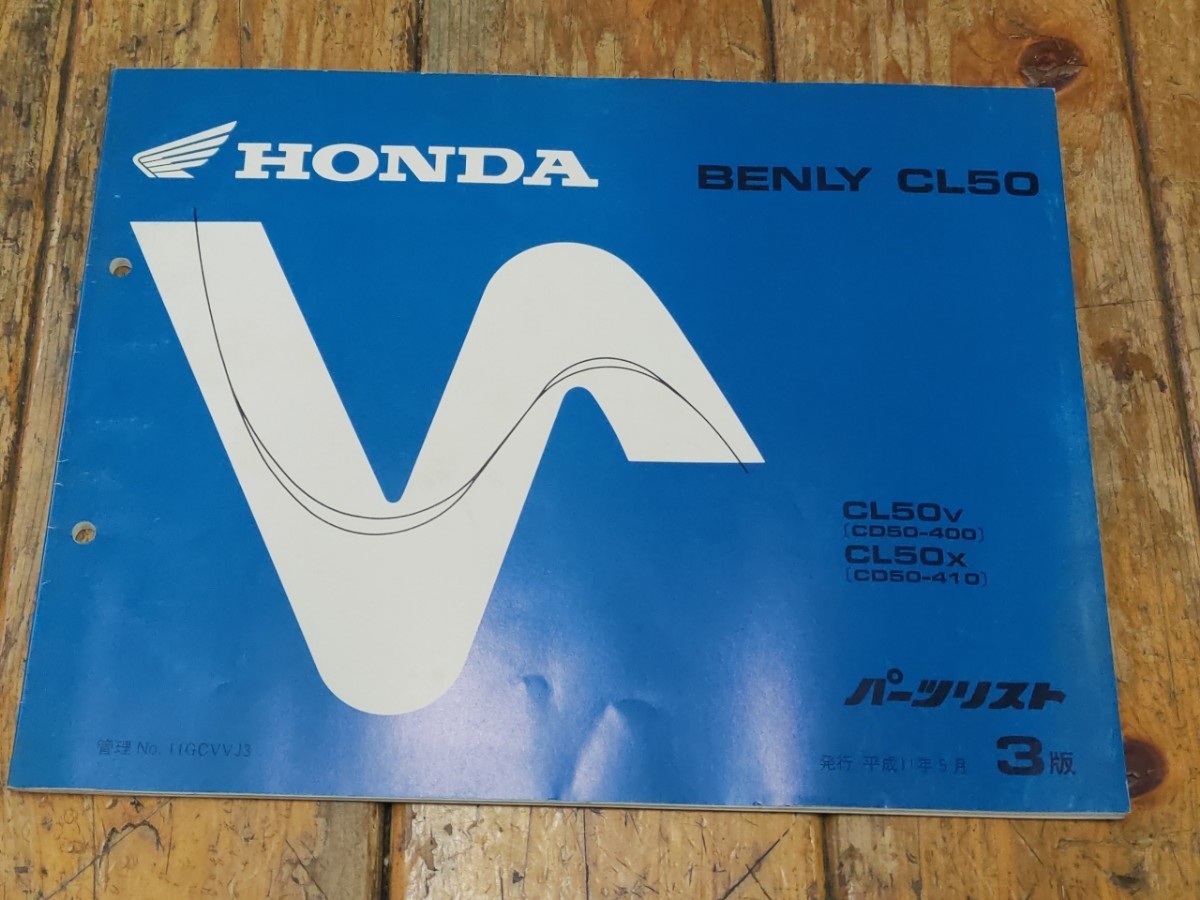 HONDA
BENLY CL50
CL50V
[CD50-400]
CL50X
[CD50-410]
パーツリスト
管理 No. 11GCVVJ3
発行 平成11年5月 3版